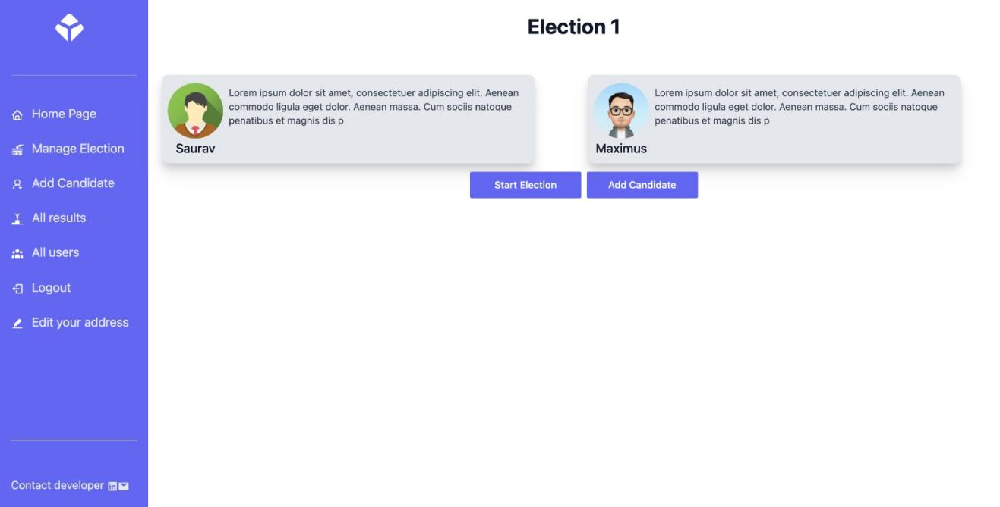 Election 1
Home Page
Manage Election
Add Candidate
All results
All users
Logout
Edit your address
Contact developer
Lorem ipsum dolor sit amet, consectetuer adipiscing elit. Aenean
commodo ligula eget dolor. Aenean massa. Cum sociis natoque
penatibus et magnis dis p
Saurav
Lorem ipsum dolor sit amet, consectetuer adipiscing elit. Aenean
commodo ligula eget dolor. Aenean massa. Cum sociis natoque
penatibus et magnis dis p
Maximus
Start Election
Add Candidate